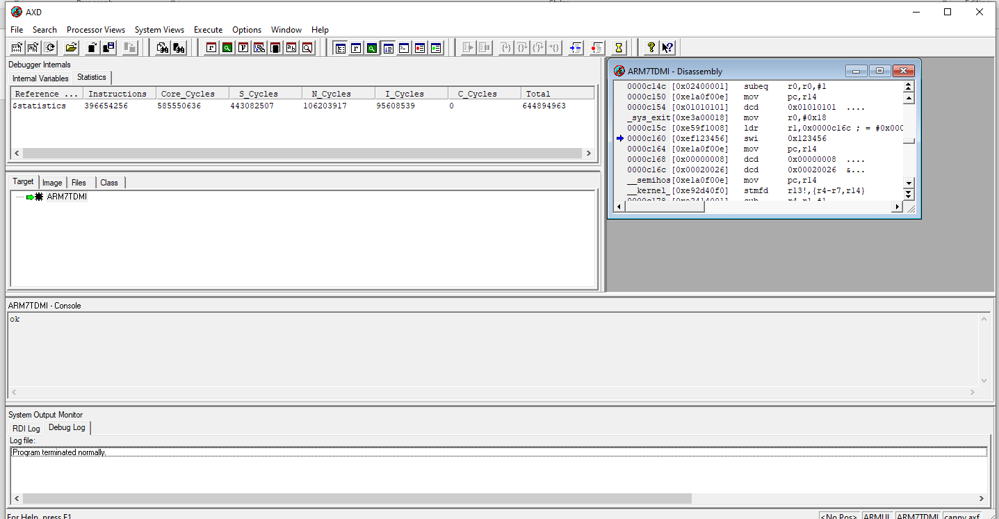 AXD
File Search Processor Views System Views Execute Options Window Help
Debugger Internals
Internal Variables Statistics
Reference ... Instructions Core_Cycles S_Cycles N_Cycles I_Cycles C_Cycles Total
$statistics 396654256 585550636 443082507 106203917 95608539 0 644894963
ARM7TDMI - Disassembly
0000c14c [0x02400001] subeq r0,r0,#1
0000c150 [0xe1a0f00e] mov pc,r14
0000c154 [0x01010101] dcd 0x01010101 ....
_sys_exit [0xe3a00018] mov r0,#0x18
0000c15c [0xe59f1008] ldr r1,0x0000c16c ; = #0x000
0000c160 [0xef123456] swi 0x123456
0000c164 [0xe1a0f00e] mov pc,r14
0000c168 [0x00000008] dcd 0x00000008 ....
0000c16c [0x00020026] dcd 0x00020026 &...
__semihos [0xe1a0f00e] mov pc,r14
__kernel_ [0xe92d40f0] stmfd r13!,{r4-r7,r14}
0000c178 [0xe2414001] sub r4,r1,#1
Target Image Files Class
ARM7TDMI
ARM7TDMI - Console
ok
System Output Monitor
RDI Log Debug Log
Log file:
Program terminated normally.
For Help, press F1
<No Pos> ARMUL ARM7TDMI canny.axf